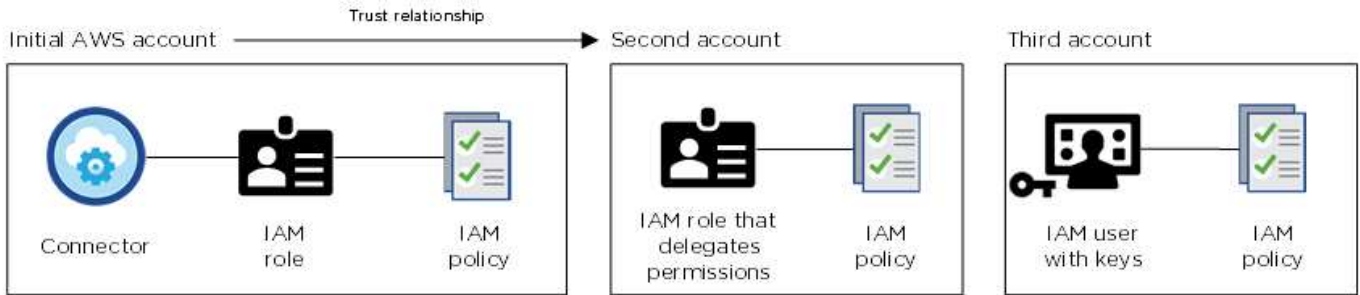 Trust relationship
Initial AWS account
Second account
Third account
Connector
IAM
role
IAM
policy
IAM role that
delegates
permissions
IAM
policy
IAM user
with keys
IAM
policy